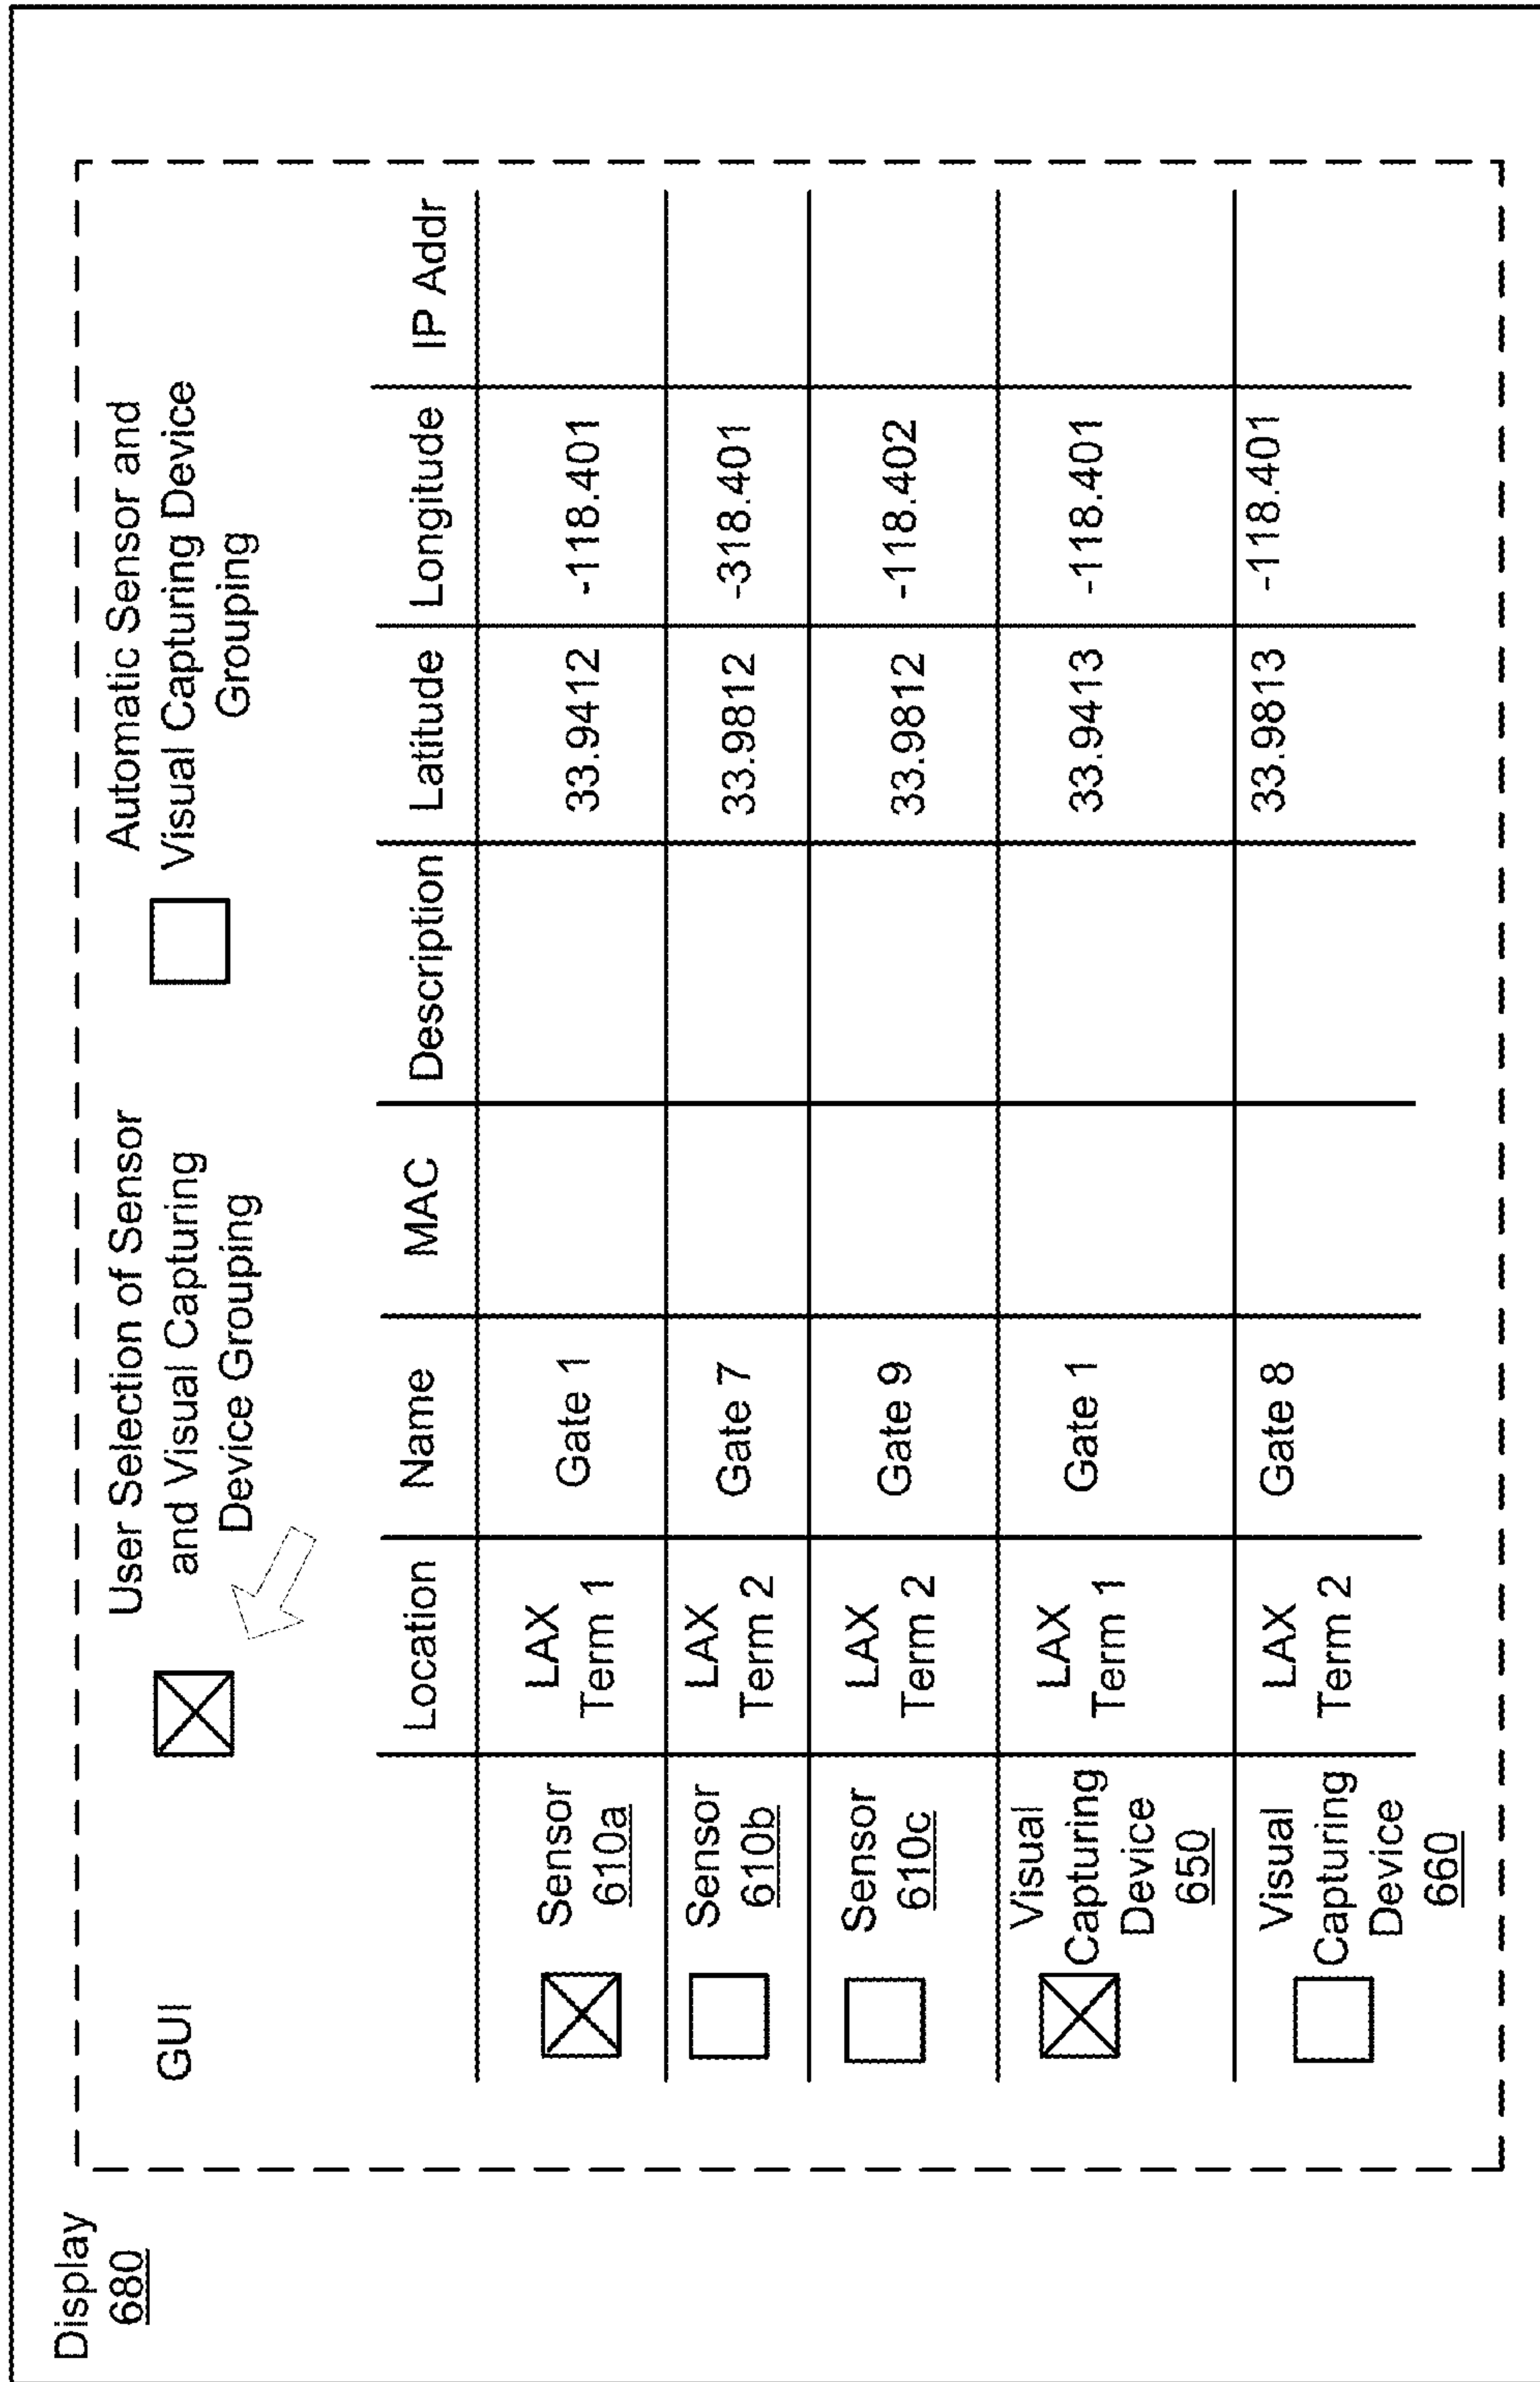 Display
680
GUI
User Selection of Sensor
and Visual Capturing
Device Grouping
Automatic Sensor and
Visual Capturing Device
Grouping
Location Name MAC Description Latitude Longitude IP Addr
Sensor
610a
LAX
Term 1
Gate 1
33.9412
-118.401
Sensor
610b
LAX
Term 2
Gate 7
33.9812
-318.401
Sensor
610c
LAX
Term 2
Gate 9
33.9812
-118.402
Visual
Capturing
Device
650
LAX
Term 1
Gate 1
33.9413
-118.401
Visual
Capturing
Device
660
LAX
Term 2
Gate 8
33.9813
-118.401